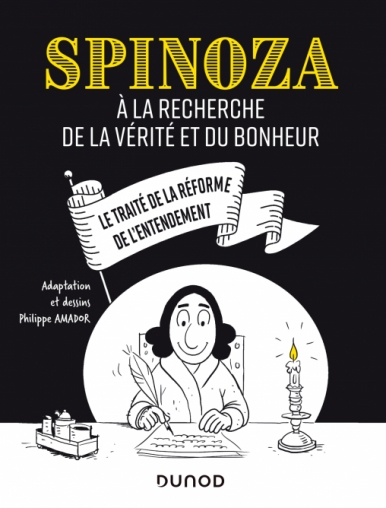 SPINOZA
À LA RECHERCHE
DE LA VÉRITÉ ET DU BONHEUR
LE TRAITÉ DE LA RÉFORME
DE L'ENTENDEMENT
Adaptation
et dessins
Philippe AMADOR
DUNOD